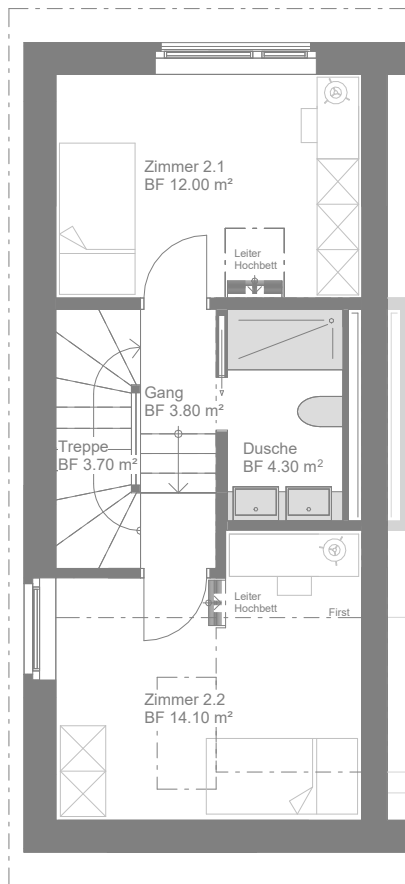 Zimmer 2.1
BF 12.00 m²
Leiter
Hochbett
Gang
BF 3.80 m²
Treppe
BF 3.70 m²
Dusche
BF 4.30 m²
Leiter
Hochbett
First
Zimmer 2.2
BF 14.10 m²